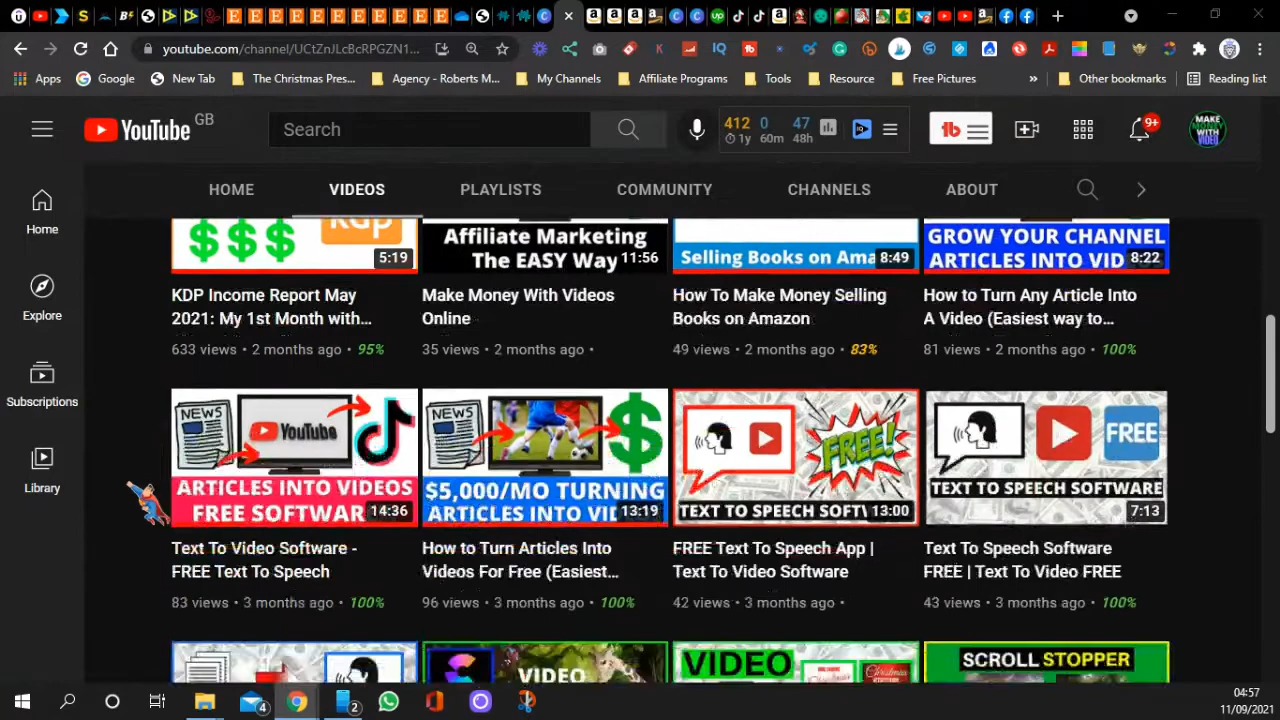 youtube.com/channel/UCtZnJLcBcRPGZN1...
Apps Google New Tab The Christmas Pres... Agency - Roberts M... My Channels Affiliate Programs Tools Resource Free Pictures » Other bookmarks Reading list
YouTube GB
Search
412 0 47
1y 60m 48h
9+
MAKE MONEY WITH VIDEO
HOME VIDEOS PLAYLISTS COMMUNITY CHANNELS ABOUT
Home
Explore
Subscriptions
Library
$$$ kdp 5:19
Affiliate Marketing
The EASY Way 11:56
Selling Books on Ama 8:49
GROW YOUR CHANNEL
ARTICLES INTO VID 8:22
KDP Income Report May
2021: My 1st Month with...
633 views • 2 months ago • 95%
Make Money With Videos
Online
35 views • 2 months ago •
How To Make Money Selling
Books on Amazon
49 views • 2 months ago • 83%
How to Turn Any Article Into
A Video (Easiest way to...
81 views • 2 months ago • 100%
NEWS YouTube
ARTICLES INTO VIDEOS
FREE SOFTWAR 14:36
NEWS $
$5,000/MO TURNING
ARTICLES INTO VID 13:19
FREE!
TEXT TO SPEECH SOFTW 13:00
FREE
TEXT TO SPEECH SOFTWARE
7:13
Text To Video Software -
FREE Text To Speech
83 views • 3 months ago • 100%
How to Turn Articles Into
Videos For Free (Easiest...
96 views • 3 months ago • 100%
FREE Text To Speech App |
Text To Video Software
42 views • 3 months ago •
Text To Speech Software
FREE | Text To Video FREE
43 views • 3 months ago • 100%
VIDEO
VIDEO
SCROLL STOPPER
4
2
04:57
11/09/2021